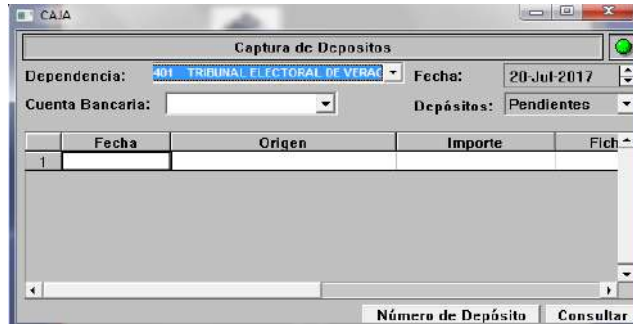 CAJA
Captura de Depositos
Dependencia: 401 TRIBUNAL ELECTORAL DE VERAC Fecha: 20-Jul-2017
Cuenta Bancaria: Depósitos: Pendientes
Fecha Origen Importe Fich
1
Número de Depósito Consultar